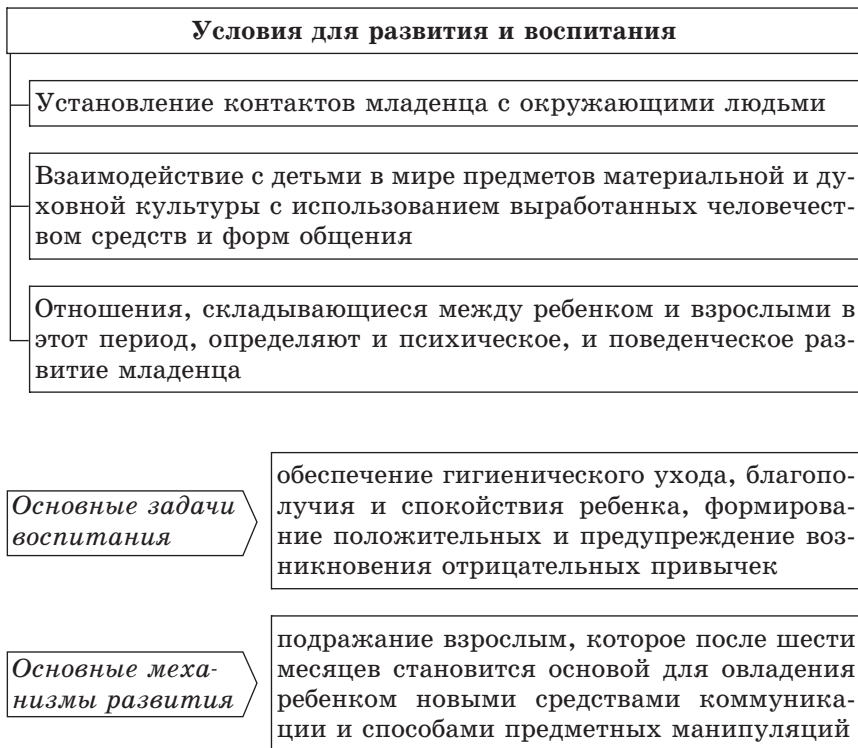 Условия для развития и воспитания
Установление контактов младенца с окружающими людьми
Взаимодействие с детьми в мире предметов материальной и ду-
ховной культуры с использованием выработанных человечест-
вом средств и форм общения
Отношения, складывающиеся между ребенком и взрослыми в
этот период, определяют и психическое, и поведенческое раз-
витие младенца
Основные задачи
воспитания
обеспечение гигиенического ухода, благопо-
лучия и спокойствия ребенка, формирова-
ние положительных и предупреждение воз-
никновения отрицательных привычек
Основные меха-
низмы развития
подражание взрослым, которое после шести
месяцев становится основой для овладения
ребенком новыми средствами коммуника-
ции и способами предметных манипуляций